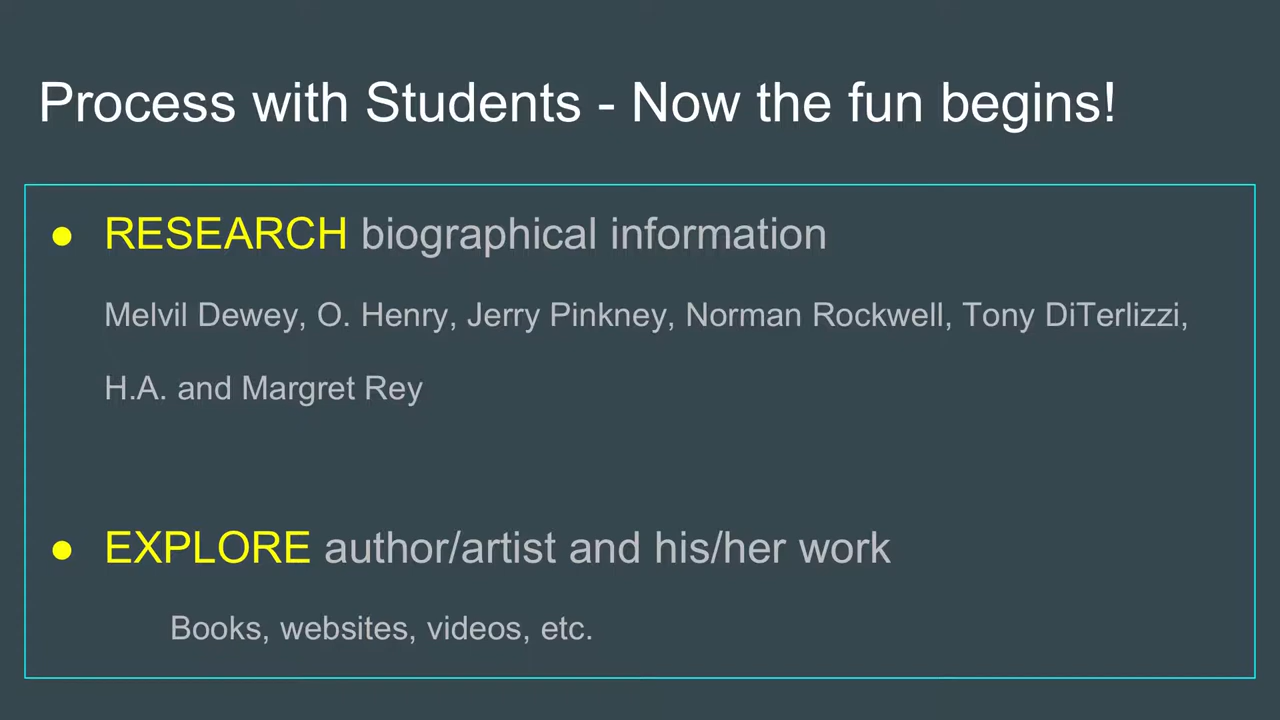 Process with Students - Now the fun begins!
● RESEARCH biographical information
Melvil Dewey, O. Henry, Jerry Pinkney, Norman Rockwell, Tony DiTerlizzi,
H.A. and Margret Rey
● EXPLORE author/artist and his/her work
Books, websites, videos, etc.